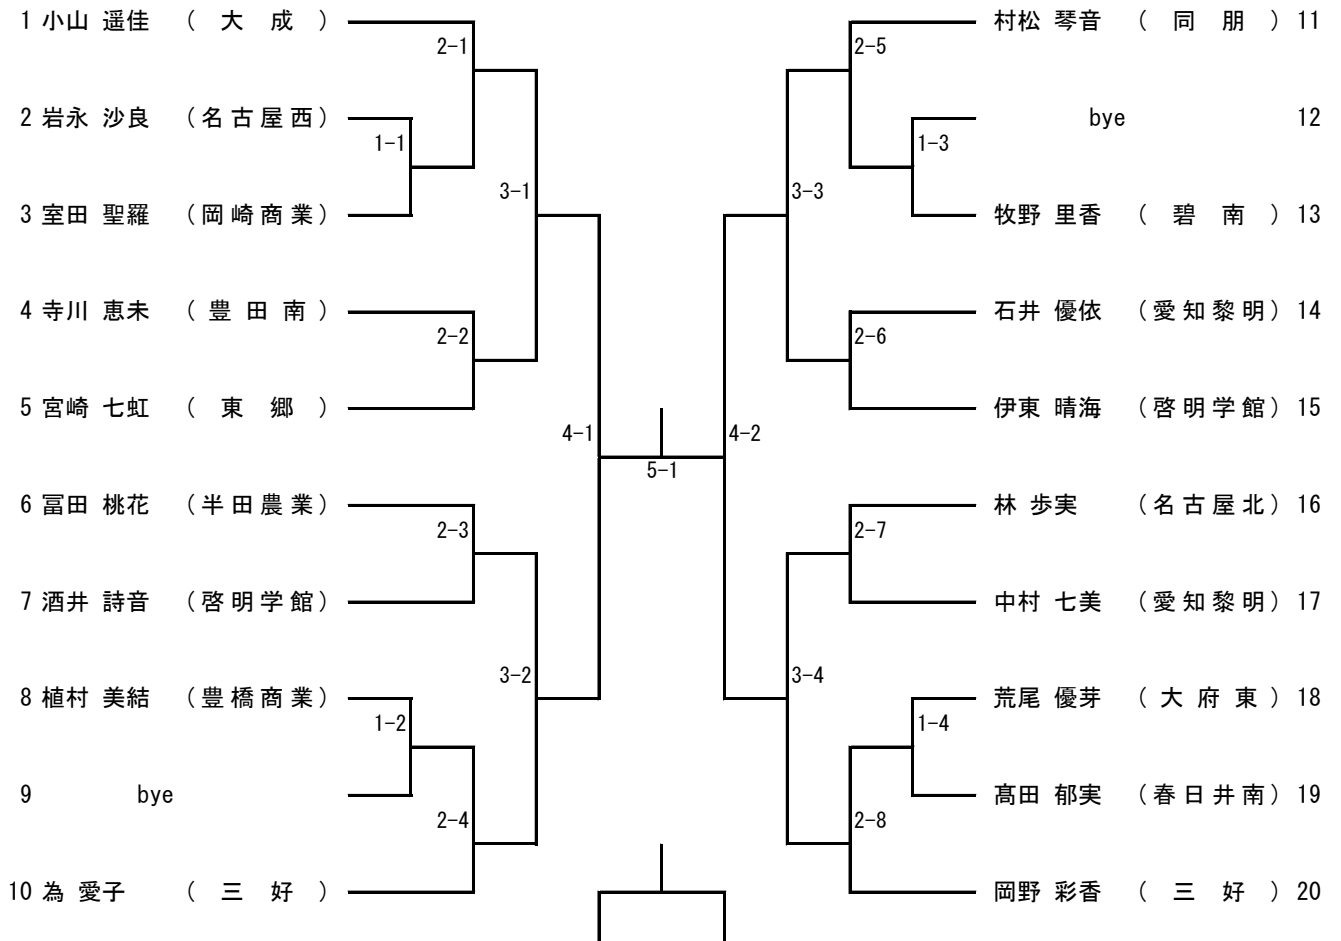 1 小山 遥佳 （ 大 成 ）
2-1
2 岩永 沙良 （名古屋西）
1-1
3 室田 聖羅 （岡崎商業）
3-1
4 寺川 恵未 （ 豊 田 南 ）
2-2
5 宮崎 七虹 （ 東 郷 ）
4-1
6 冨田 桃花 （半田農業）
2-3
7 酒井 詩音 （啓明学館）
3-2
8 植村 美結 （豊橋商業）
1-2
9 bye
2-4
10 為 愛子 （ 三 好 ）
5-1
村松 琴音 （ 同 朋 ） 11
2-5
bye 12
1-3
牧野 里香 （ 碧 南 ） 13
3-3
石井 優依 （愛知黎明） 14
2-6
伊東 晴海 （啓明学館） 15
4-2
林 歩実 （名古屋北） 16
2-7
中村 七美 （愛知黎明） 17
3-4
荒尾 優芽 （ 大 府 東 ） 18
1-4
髙田 郁実 （春日井南） 19
2-8
岡野 彩香 （ 三 好 ） 20